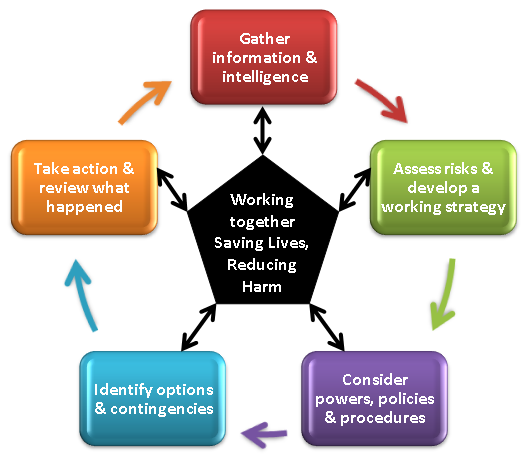 Gather
information &
intelligence
Assess risks &
develop a
working strategy
Consider
powers, policies
& procedures
Identify options
& contingencies
Take action &
review what
happened
Working
together
Saving Lives,
Reducing
Harm